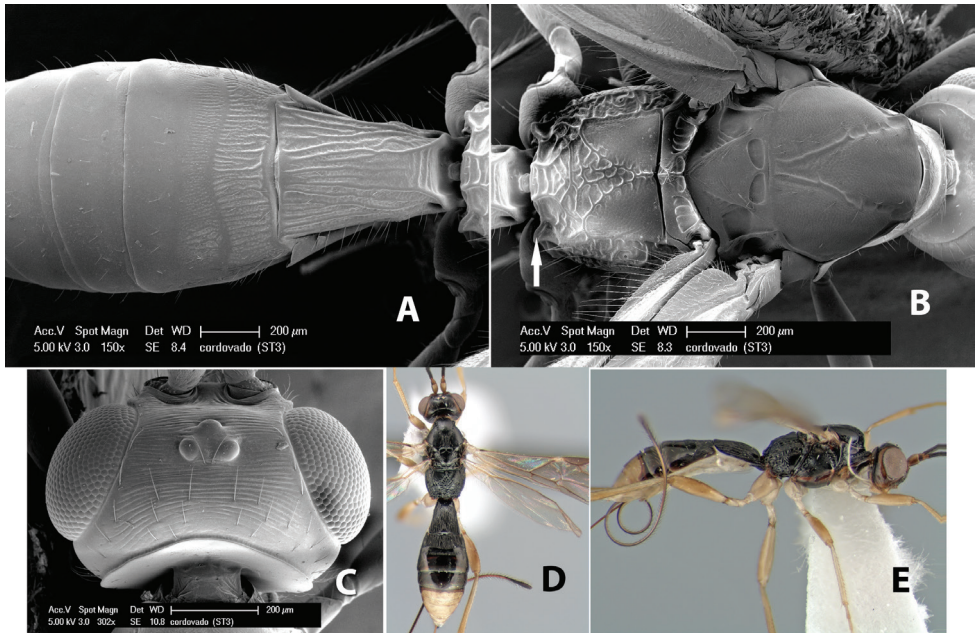 A
Acc.V Spot Magn Det WD 200 µm
5.00 kV 3.0 150x SE 8.4 cordovado (ST3)
B
Acc.V Spot Magn Det WD 200 µm
5.00 kV 3.0 150x SE 8.3 cordovado (ST3)
C
Acc.V Spot Magn Det WD 200 µm
5.00 kV 3.0 302x SE 10.8 cordovado (ST3)
D
E